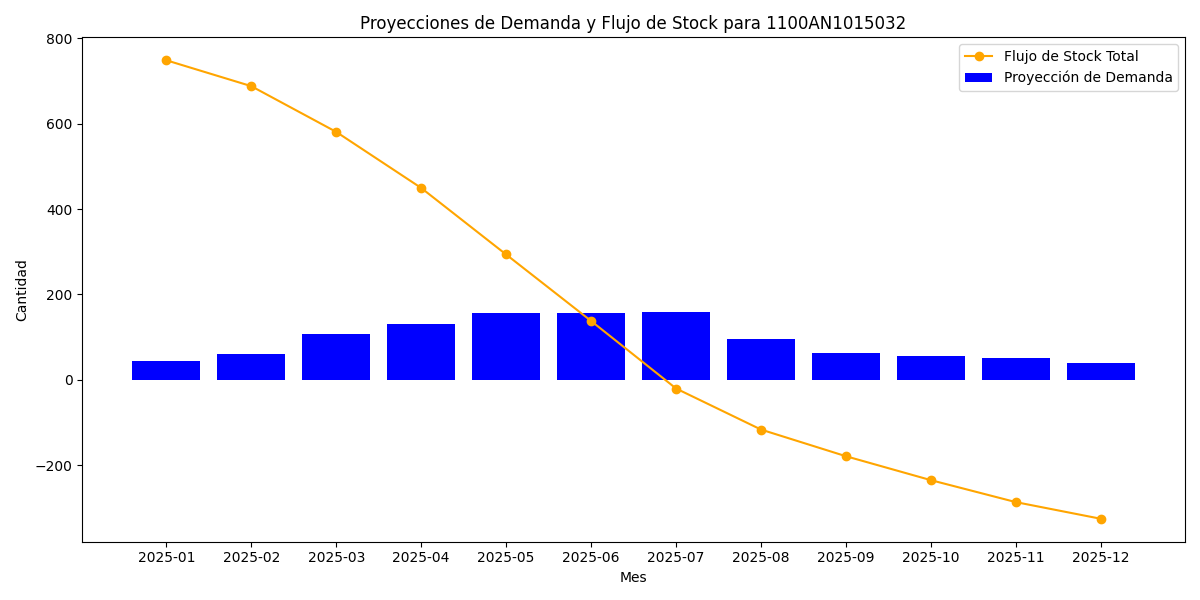 Proyecciones de Demanda y Flujo de Stock para 1100AN1015032
Flujo de Stock Total
Proyección de Demanda
Cantidad
800
600
400
200
0
−200
2025-01 2025-02 2025-03 2025-04 2025-05 2025-06 2025-07 2025-08 2025-09 2025-10 2025-11 2025-12
Mes